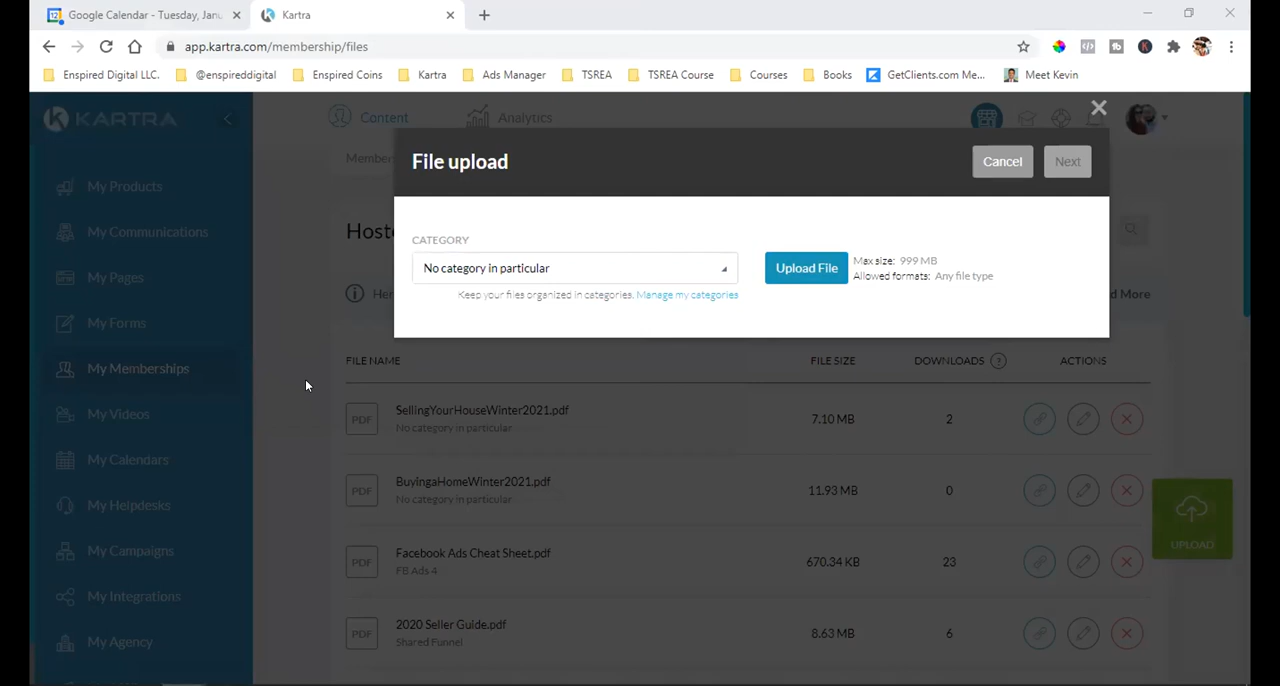 Google Calendar - Tuesday, Janu
Kartra
app.kartra.com/membership/files
Enspired Digital LLC.
@enspireddigital
Enspired Coins
Kartra
Ads Manager
TSREA
TSREA Course
Courses
Books
GetClients.com Me...
Meet Kevin
KARTRA
Content
Analytics
My Products
My Communications
My Pages
My Forms
My Memberships
My Videos
My Calendars
My Helpdesks
My Campaigns
My Integrations
My Agency
Memb
File upload
Cancel
Next
Host
CATEGORY
No category in particular
Upload File
Max size: 999 MB
Allowed formats: Any file type
Keep your files organized in categories. Manage my categories
Her
d More
FILE NAME
FILE SIZE
DOWNLOADS ?
ACTIONS
PDF
SellingYourHouseWinter2021.pdf
No category in particular
7.10 MB
2
PDF
BuyingaHomeWinter2021.pdf
No category in particular
11.93 MB
0
PDF
Facebook Ads Cheat Sheet.pdf
FB Ads 4
670.34 KB
23
UPLOAD
PDF
2020 Seller Guide.pdf
Shared Funnel
8.63 MB
6